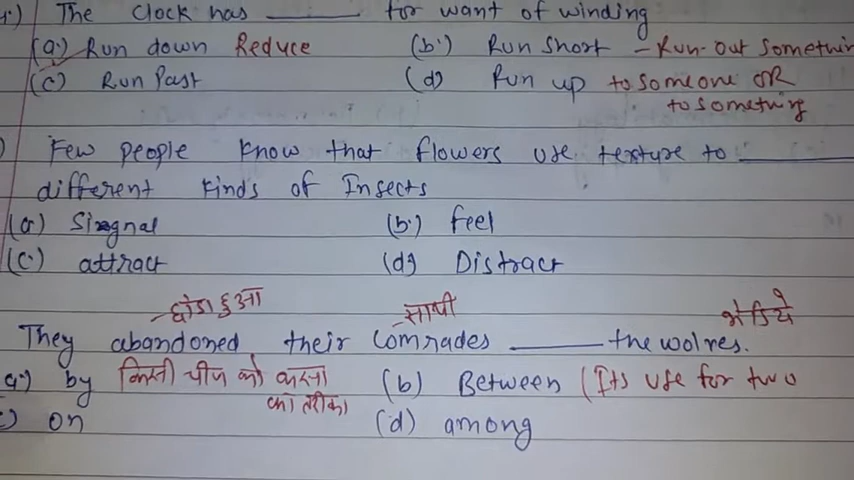 The Clock has ______ for want of winding
(a.) Run down Reduce (b.) Run Short - Run-out
(c) Run Past (d) Run up to someone OR
to something
Few people know that flowers use texture to ______
different kinds of Insects
(a) Signal (b.) feel
(c.) attract (d) Distract
छोडा हुआ साथी भेडिये
They abandoned their Comrades ______ the wolves.
a.) by किसी चीज को करना (b) Between (Its use for two
का तरीका
on (d) among